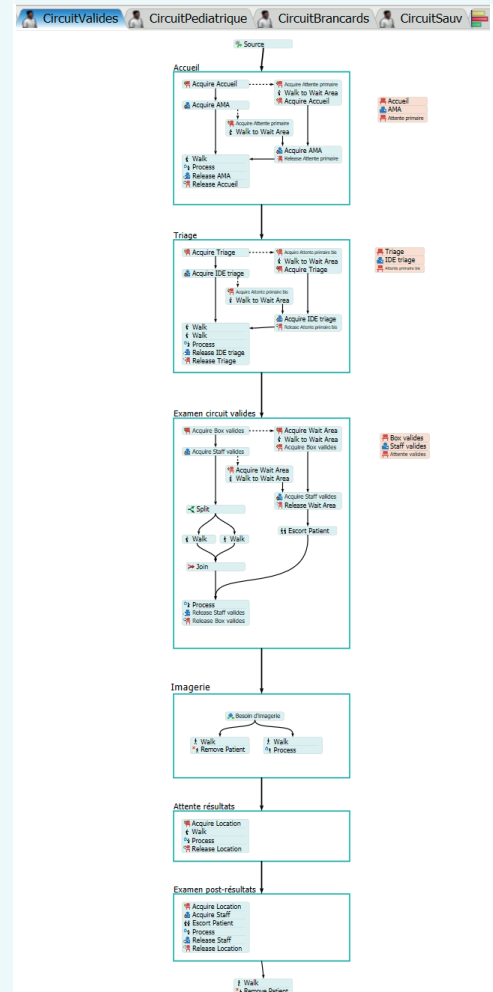 CircuitValides CircuitPediatrique CircuitBrancards CircuitSauv
Source
Accueil
Acquire Accueil
Acquire AMA
Acquire Attente primaire
Walk to Wait Area
Acquire Accueil
Acquire Attente primaire
Walk to Wait Area
Acquire AMA
Release Attente primaire
Walk
Process
Release AMA
Release Accueil
Accueil
AMA
Attente primaire
Triage
Acquire Triage
Acquire IDE triage
Acquire Attente primaire bis
Walk to Wait Area
Acquire Triage
Acquire Attente primaire bis
Walk to Wait Area
Acquire IDE triage
Release Attente primaire bis
Walk
Walk
Process
Release IDE triage
Release Triage
Triage
IDE triage
Attente primaire bis
Examen circuit valides
Acquire Box valides
Acquire Staff valides
Acquire Wait Area
Walk to Wait Area
Acquire Box valides
Acquire Wait Area
Walk to Wait Area
Acquire Staff valides
Release Wait Area
Split
Walk
Walk
Escort Patient
Join
Process
Release Staff valides
Release Box valides
Box valides
Staff valides
Attente valides
Imagerie
Besoin d'imagerie
Walk
Remove Patient
Walk
Process
Attente résultats
Acquire Location
Walk
Process
Release Location
Examen post-résultats
Acquire Location
Acquire Staff
Escort Patient
Process
Release Staff
Release Location
Walk
Remove Patient